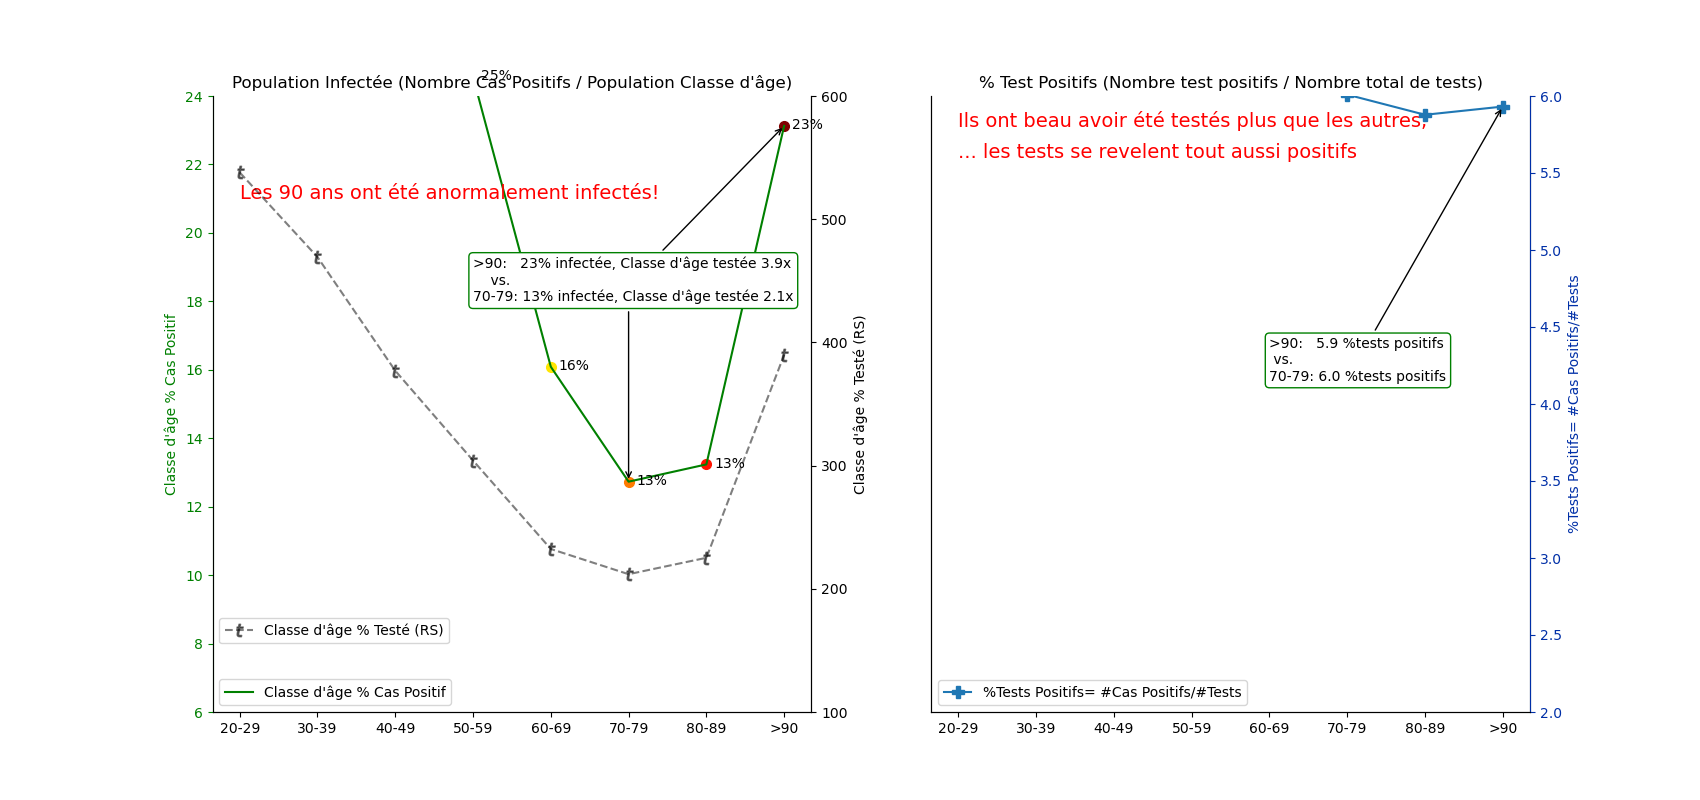 25%
Population Infectée (Nombre Cas Positifs / Population Classe d'âge)
24
22
20
18
16
14
12
10
8
6
Classe d'âge % Cas Positif
600
500
400
300
200
100
Classe d'âge % Testé (RS)
23%
Les 90 ans ont été anormalement infectés!
>90:   23% infectée, Classe d'âge testée 3.9x
vs.
70-79: 13% infectée, Classe d'âge testée 2.1x
16%
13%
13%
t
t
t
t
t
t
t
t
t Classe d'âge % Testé (RS)
Classe d'âge % Cas Positif
20-29 30-39 40-49 50-59 60-69 70-79 80-89 >90
% Test Positifs (Nombre test positifs / Nombre total de tests)
Ils ont beau avoir été testés plus que les autres,
... les tests se revelent tout aussi positifs
>90:   5.9 %tests positifs
vs.
70-79: 6.0 %tests positifs
6.0
5.5
5.0
4.5
4.0
3.5
3.0
2.5
2.0
%Tests Positifs= #Cas Positifs/#Tests
%Tests Positifs= #Cas Positifs/#Tests
20-29 30-39 40-49 50-59 60-69 70-79 80-89 >90